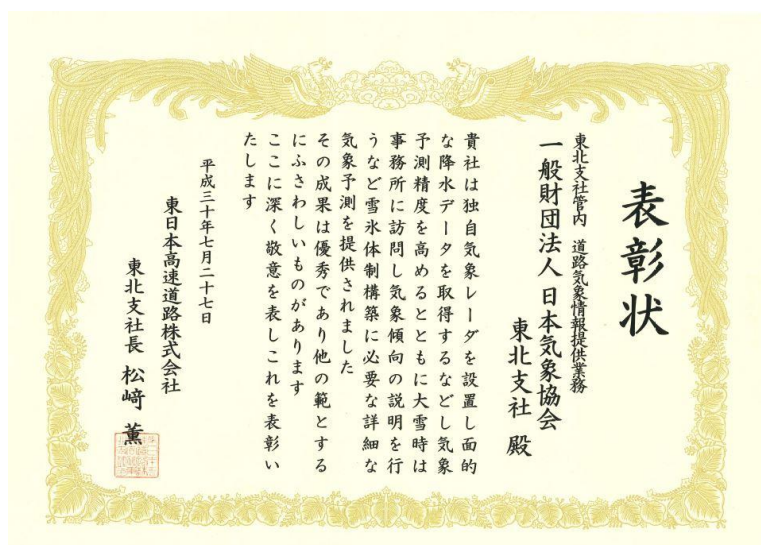 表彰状
東北支社管内 道路気象情報提供業務
一般財団法人 日本気象協会
東北支社 殿
貴社は独自気象レーダを設置し面的
な降水データを取得するなどし気象
予測精度を高めるとともに大雪時は
事務所に訪問し気象傾向の説明を行
うなど雪氷体制構築に必要な詳細な
気象予測を提供されました
その成果は優秀であり他の範とする
にふさわしいものがあります
ここに深く敬意を表しこれを表彰い
たします
平成三十年七月二十七日
東日本高速道路株式会社
東北支社長 松﨑 薫